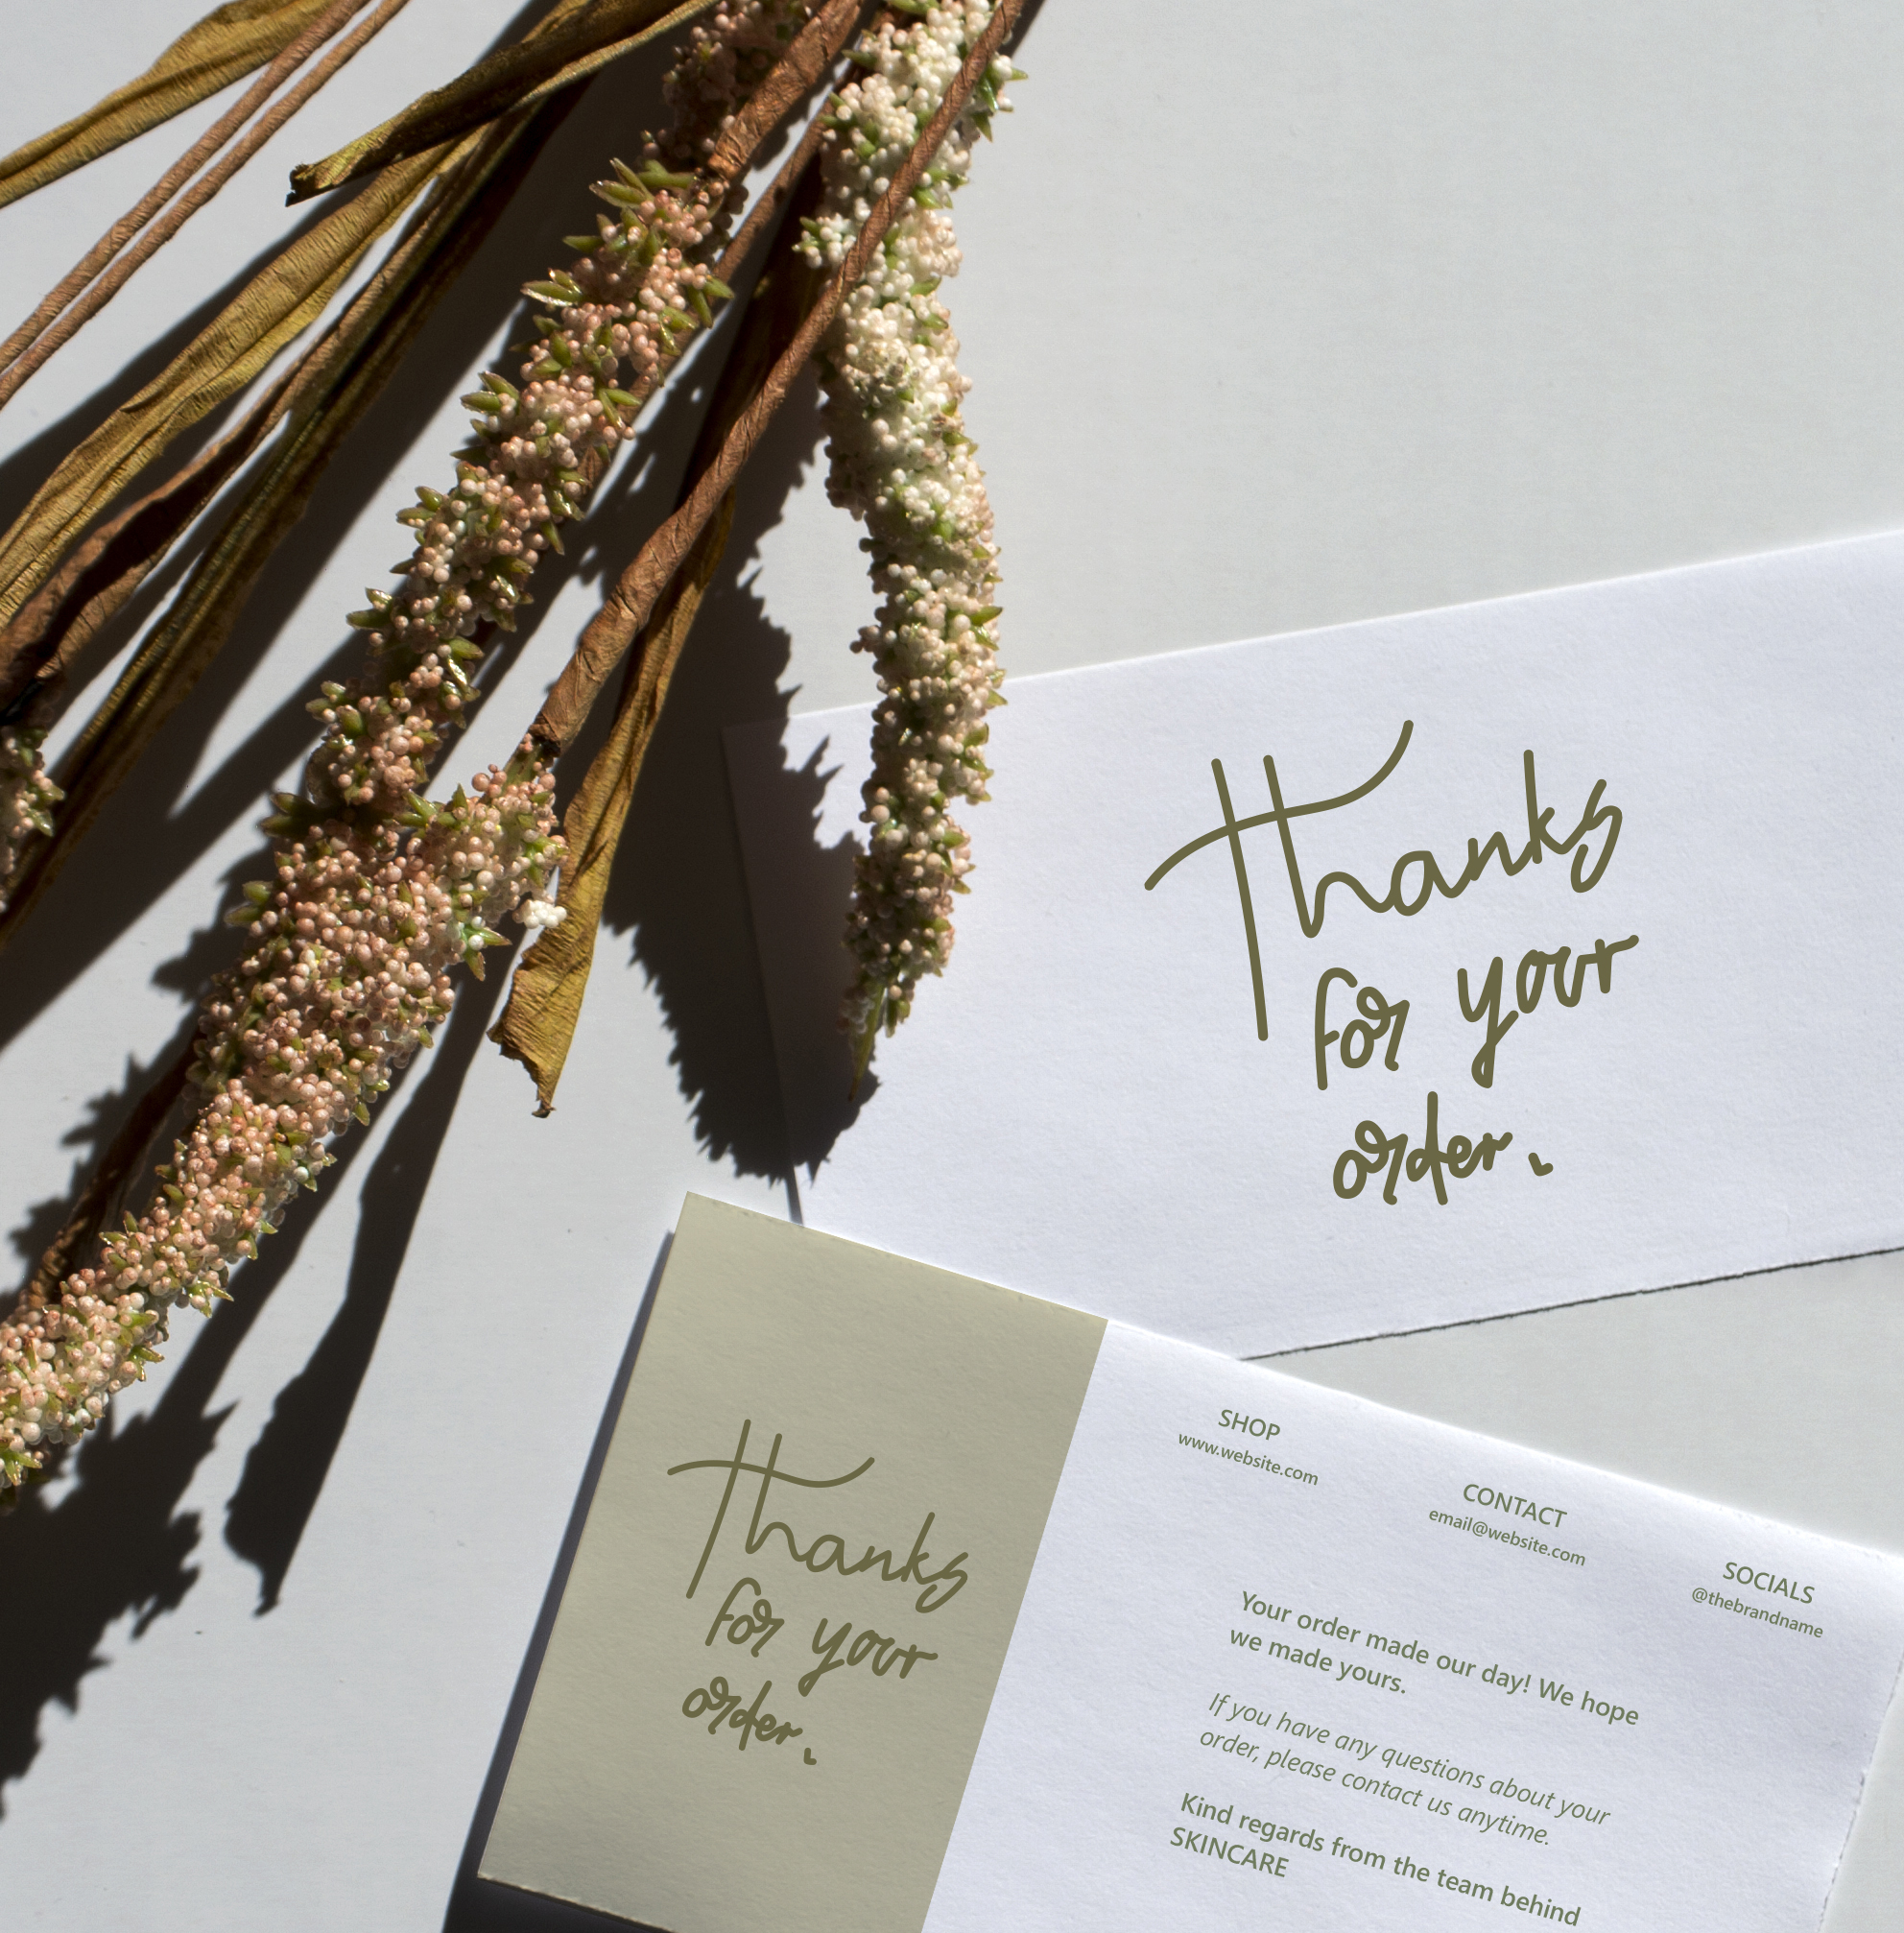 Thanks
for your
order.
Thanks
for your
order.
SHOP
www.website.com
CONTACT
email@website.com
SOCIALS
@thebrandname
Your order made our day! We hope
we made yours.
If you have any questions about your
order, please contact us anytime.
Kind regards from the team behind
SKINCARE